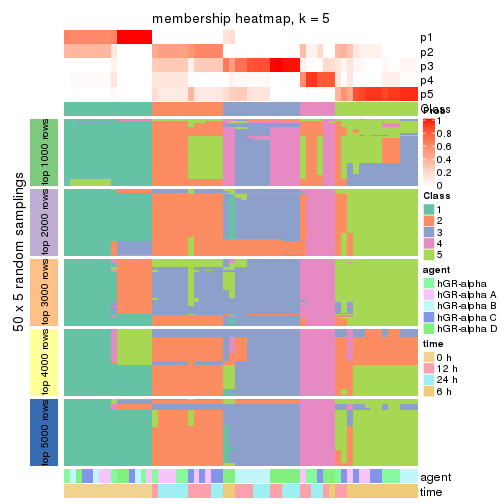 membership heatmap, k = 5
p1
p2
p3
p4
p5
Class
Prob
1
0.8
0.6
0.4
0.2
0
Class
1
2
3
4
5
agent
hGR-alpha
hGR-alpha A
hGR-alpha B
hGR-alpha C
hGR-alpha D
time
0 h
12 h
24 h
6 h
50 x 5 random samplings
top 1000 rows
top 2000 rows
top 3000 rows
top 4000 rows
top 5000 rows
agent
time